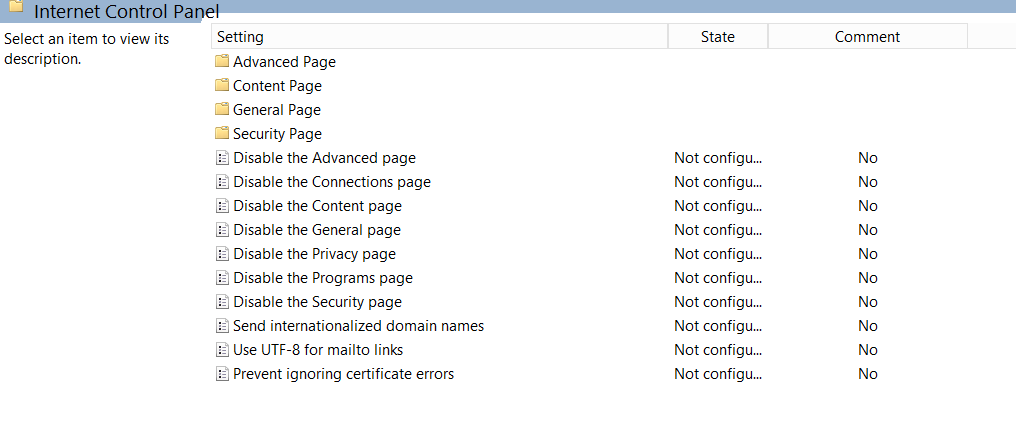 Internet Control Panel
Select an item to view its
description.
Setting State Comment
Advanced Page
Content Page
General Page
Security Page
Disable the Advanced page Not configu... No
Disable the Connections page Not configu... No
Disable the Content page Not configu... No
Disable the General page Not configu... No
Disable the Privacy page Not configu... No
Disable the Programs page Not configu... No
Disable the Security page Not configu... No
Send internationalized domain names Not configu... No
Use UTF-8 for mailto links Not configu... No
Prevent ignoring certificate errors Not configu... No